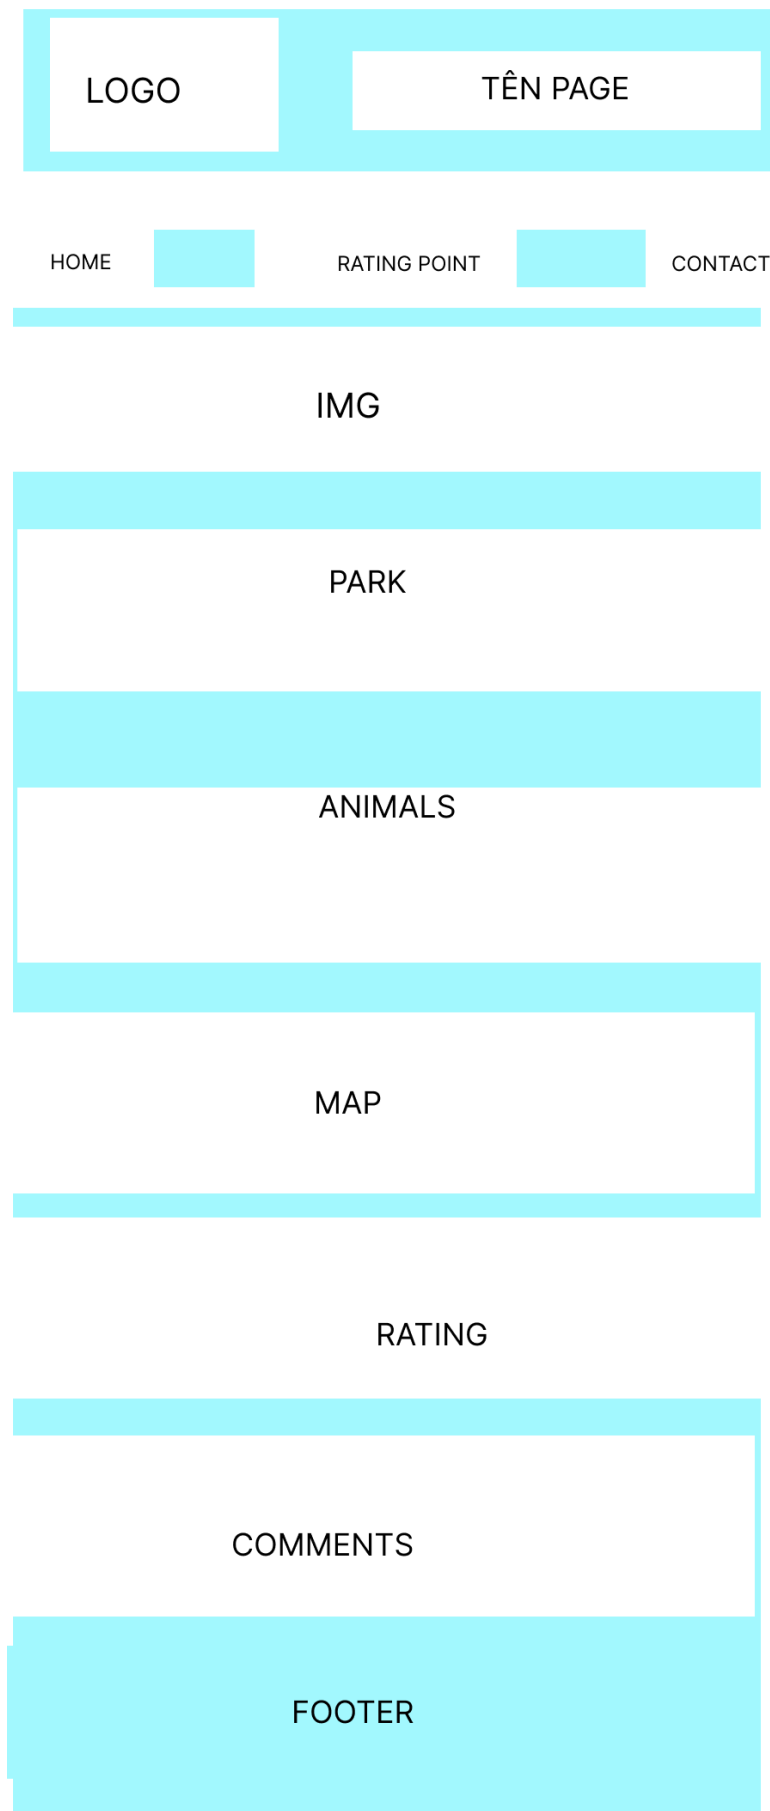 LOGO
TÊN PAGE
HOME
RATING POINT
CONTACT
IMG
PARK
ANIMALS
MAP
RATING
COMMENTS
FOOTER